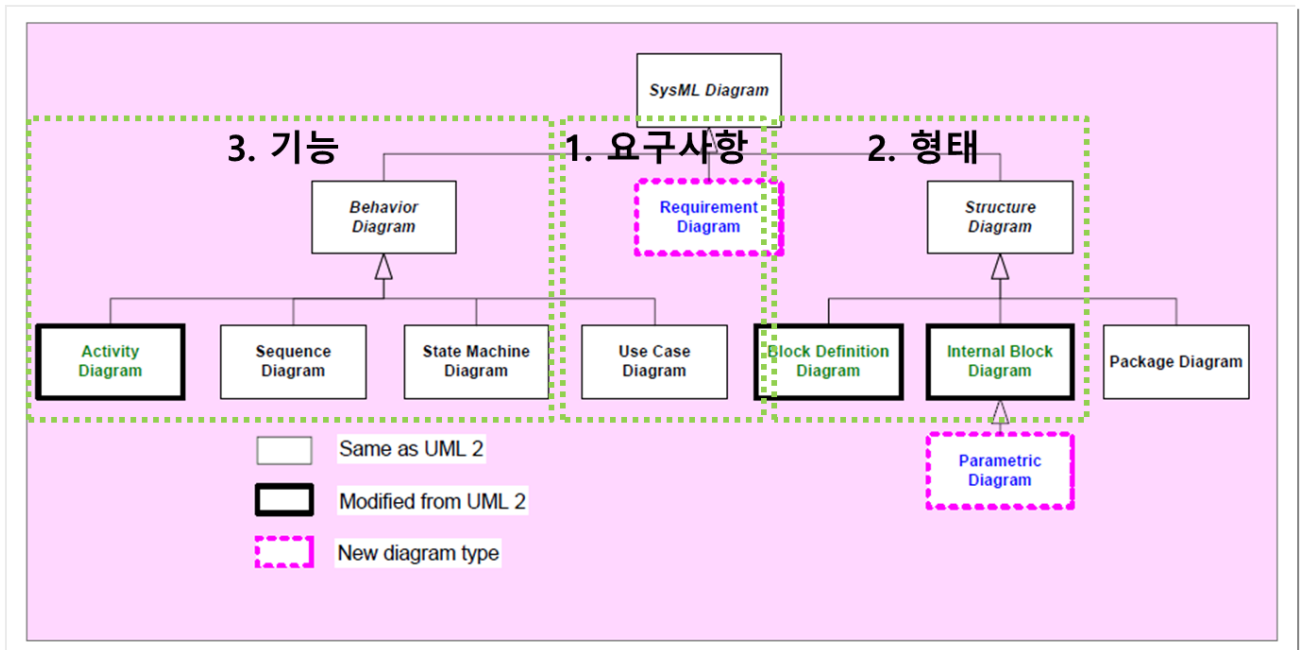 SysML Diagram
3. 기능
1. 요구사항
2. 형태
Behavior
Diagram
Requirement
Diagram
Structure
Diagram
Activity
Diagram
Sequence
Diagram
State Machine
Diagram
Use Case
Diagram
Block Definition
Diagram
Internal Block
Diagram
Package Diagram
Parametric
Diagram
Same as UML 2
Modified from UML 2
New diagram type